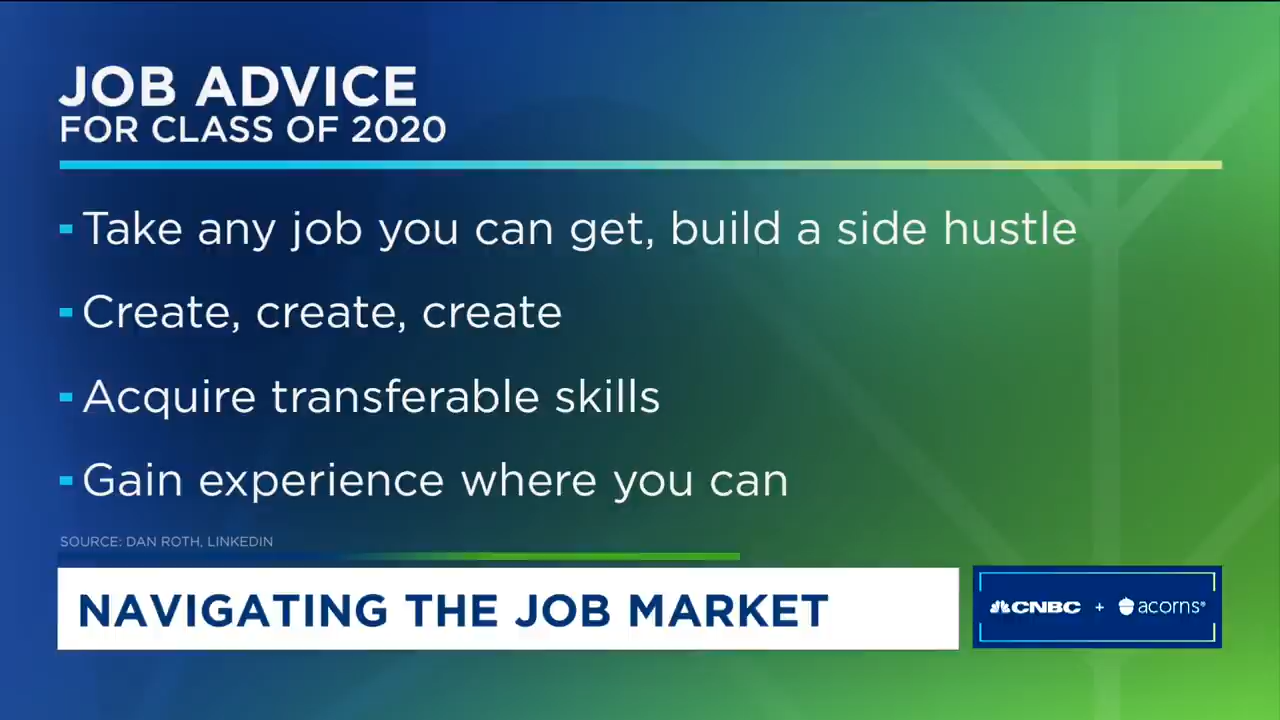 JOB ADVICE
FOR CLASS OF 2020
- Take any job you can get, build a side hustle
- Create, create, create
- Acquire transferable skills
- Gain experience where you can
SOURCE: DAN ROTH, LINKEDIN
NAVIGATING THE JOB MARKET
CNBC + acorns®